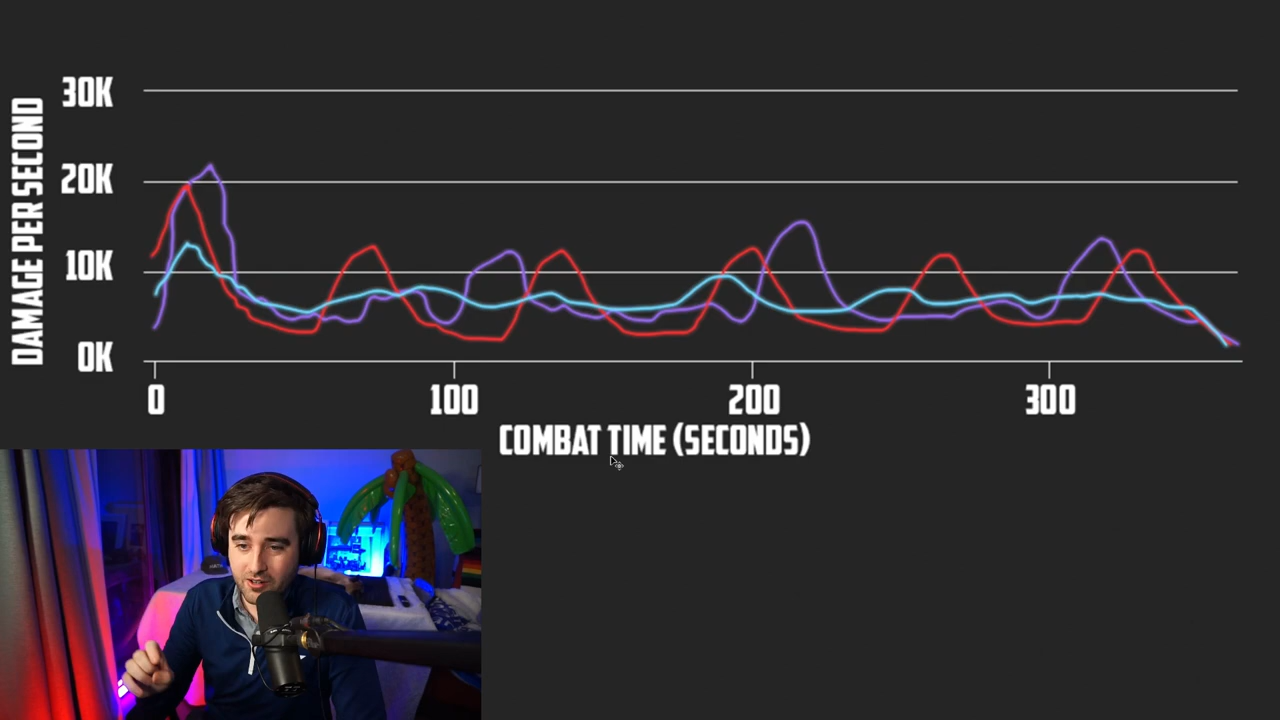 DAMAGE PER SECOND
30K
20K
10K
0K
0 100 200 300
COMBAT TIME (SECONDS)